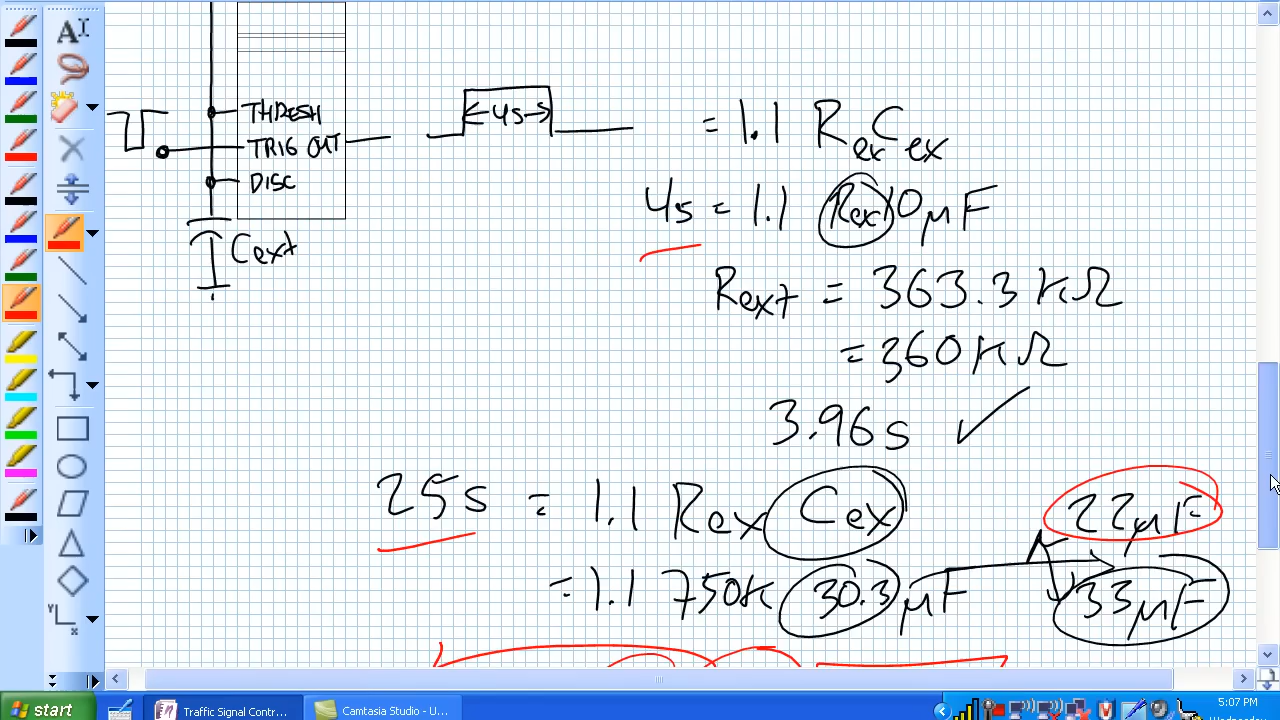 THRESH
TRIG OUT
DISC
Cext
4s
= 1.1 Rex Cex
4s = 1.1 Rex 10μF
Rext = 363.3 KΩ
= 360 KΩ
3.96s ✓
25s = 1.1 Rex Cex
22μF
= 1.1 750K 30.3 μF
33μF
start
Traffic Signal Contr...
Camtasia Studio - U...
5:07 PM